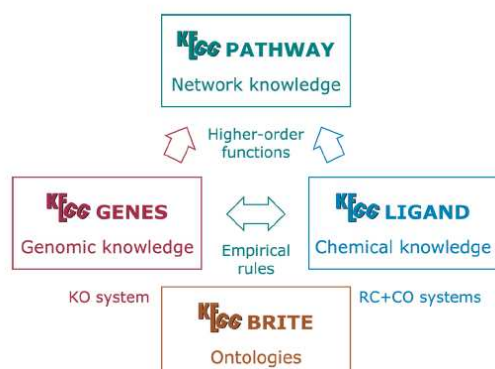 KEGG PATHWAY
Network knowledge
Higher-order
functions
KEGG GENES
Genomic knowledge
KEGG LIGAND
Chemical knowledge
Empirical
rules
KO system
RC+CO systems
KEGG BRITE
Ontologies